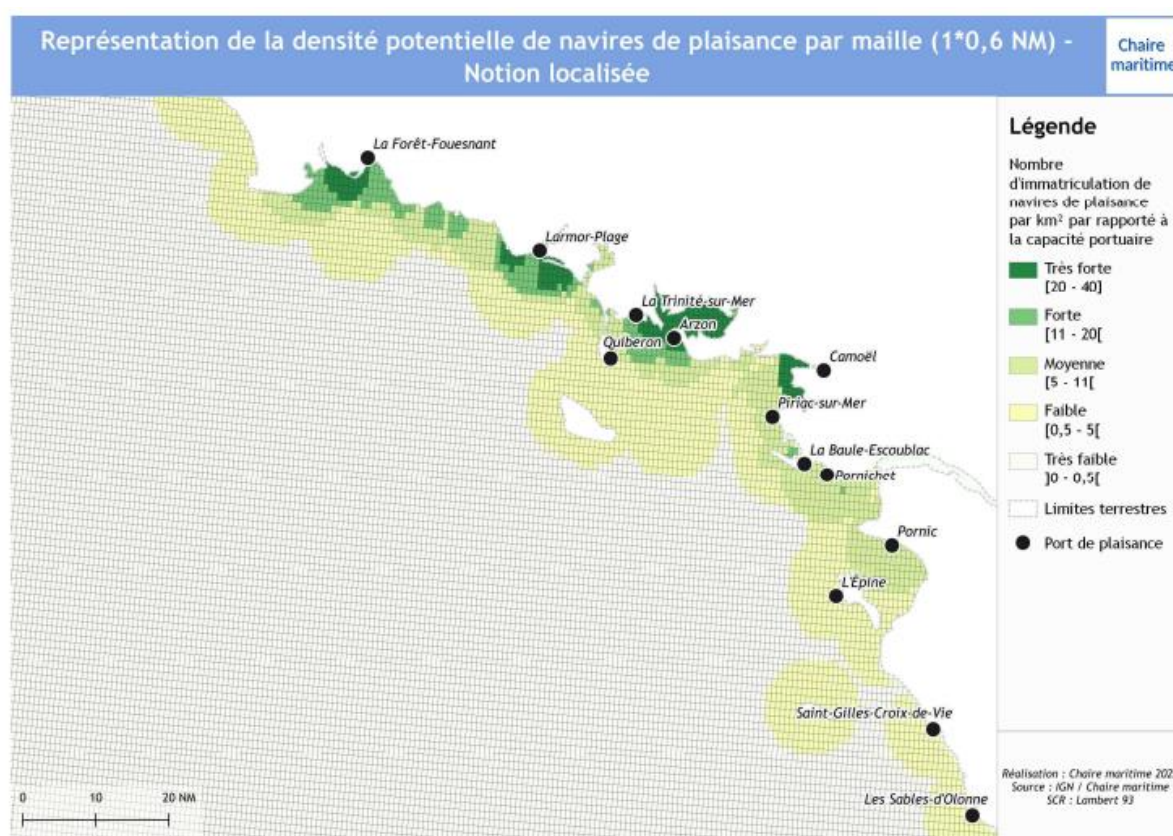 Représentation de la densité potentielle de navires de plaisance par maille (1*0,6 NM) -
Notion localisée
Chaire
maritime
La Forêt-Fouesnant
Larmor-Plage
La Trinité-sur-Mer
Arzon
Quiberon
Camoël
Piriac-sur-Mer
La Baule-Escoublac
Pornichet
Pornic
L'Épine
Saint-Gilles-Croix-de-Vie
Les Sables-d'Olonne
0 10 20 NM
Légende
Nombre
d'immatriculation de
navires de plaisance
par km² par rapporté à
la capacité portuaire
Très forte
[20 - 40]
Forte
[11 - 20[
Moyenne
[5 - 11[
Faible
[0,5 - 5[
Très faible
]0 - 0,5[
Limites terrestres
Port de plaisance
Réalisation : Chaire maritime 202
Source : IGN / Chaire maritime
SCR : Lambert 93